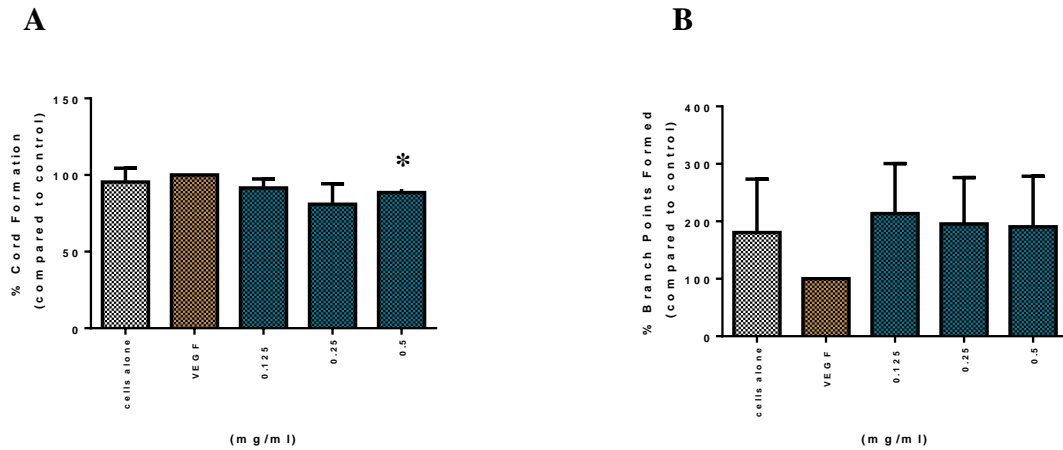 A
% Cord Formation
(compared to control)
150
100
50
0
*
cells alone
VEGF
0.125
0.25
0.5
(mg/ml)
B
% Branch Points Formed
(compared to control)
400
300
200
100
0
cells alone
VEGF
0.125
0.25
0.5
(mg/ml)